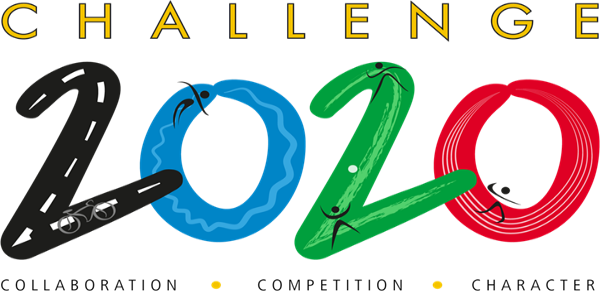 CHALLENGE
2020
COLLABORATION • COMPETITION • CHARACTER